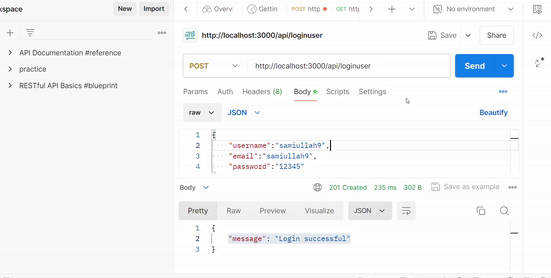 kspace
New
Import
Overvi
Gettin
POST http
GET http
No environment
http://localhost:3000/api/loginuser
Save
Share
POST
http://localhost:3000/api/loginuser
Send
Params
Auth
Headers (8)
Body
Scripts
Settings
raw
JSON
Beautify
1 {
2 "username":"samiullah9",
3 "email":"samiullah9",
4 "password":"12345"
Body
201 Created
235 ms
302 B
Save as example
Pretty
Raw
Preview
Visualize
JSON
1 {
2 "message": "Login successful"
3 }
API Documentation #reference
practice
RESTful API Basics #blueprint